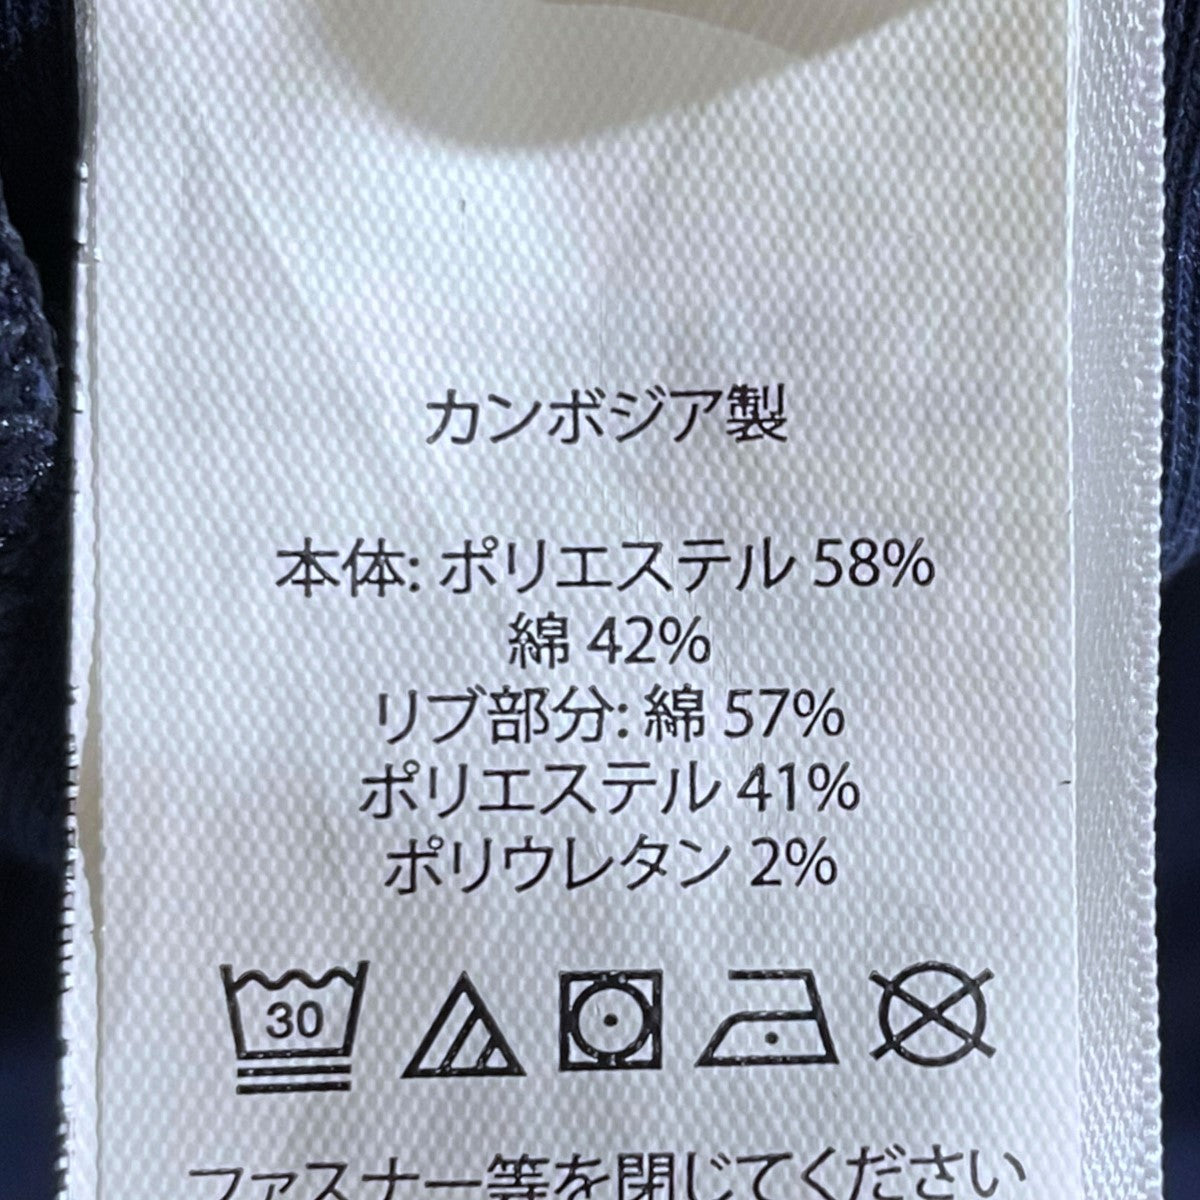 カンボジア製
本体: ポリエステル 58%
綿 42%
リブ部分: 綿 57%
ポリエステル 41%
ポリウレタン 2%
30
ファスナー等を閉じてください